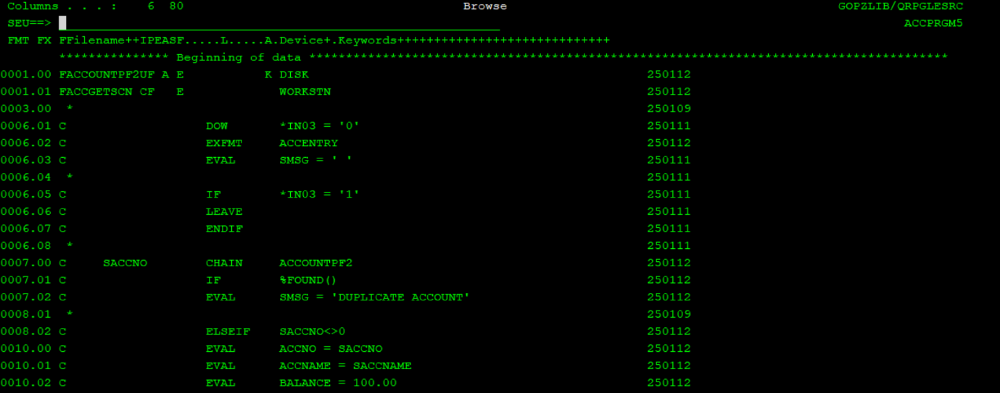 Columns . . . :    6  80                                      Browse                                                   GOPZLIB/QRPGLESRC
SEU==>                                                                                                                          ACCPRGM5
FMT FX FFilename++IPEASF.....L.....A.Device+.Keywords+++++++++++++++++++++++++++++
*************** Beginning of data ***************************************************************************************
0001.00 FACCOUNTPF2UF A E           K DISK                                              250112
0001.01 FACCGETSCN CF   E             WORKSTN                                           250112
0003.00  *                                                                              250109
0006.01 C                   DOW       *IN03 = '0'                                       250111
0006.02 C                   EXFMT     ACCENTRY                                          250112
0006.03 C                   EVAL      SMSG = ' '                                        250111
0006.04  *                                                                              250111
0006.05 C                   IF        *IN03 = '1'                                       250111
0006.06 C                   LEAVE                                                       250111
0006.07 C                   ENDIF                                                       250111
0006.08  *                                                                              250111
0007.00 C     SACCNO        CHAIN     ACCOUNTPF2                                        250112
0007.01 C                   IF        %FOUND()                                          250112
0007.02 C                   EVAL      SMSG = 'DUPLICATE ACCOUNT'                        250112
0008.01  *                                                                              250109
0008.02 C                   ELSEIF    SACCNO<>0                                         250112
0010.00 C                   EVAL      ACCNO = SACCNO                                    250112
0010.01 C                   EVAL      ACCNAME = SACCNAME                                250112
0010.02 C                   EVAL      BALANCE = 100.00                                  250112